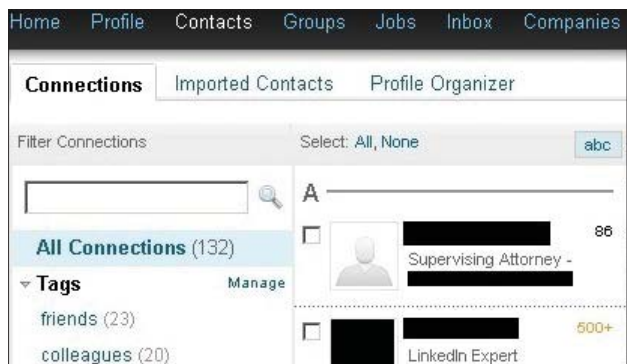 Home Profile Contacts Groups Jobs Inbox Companies
Connections Imported Contacts Profile Organizer
Filter Connections
Select: All, None
abc
All Connections (132)
Tags Manage
friends (23)
colleagues (20)
A
86
Supervising Attorney -
500+
LinkedIn Expert